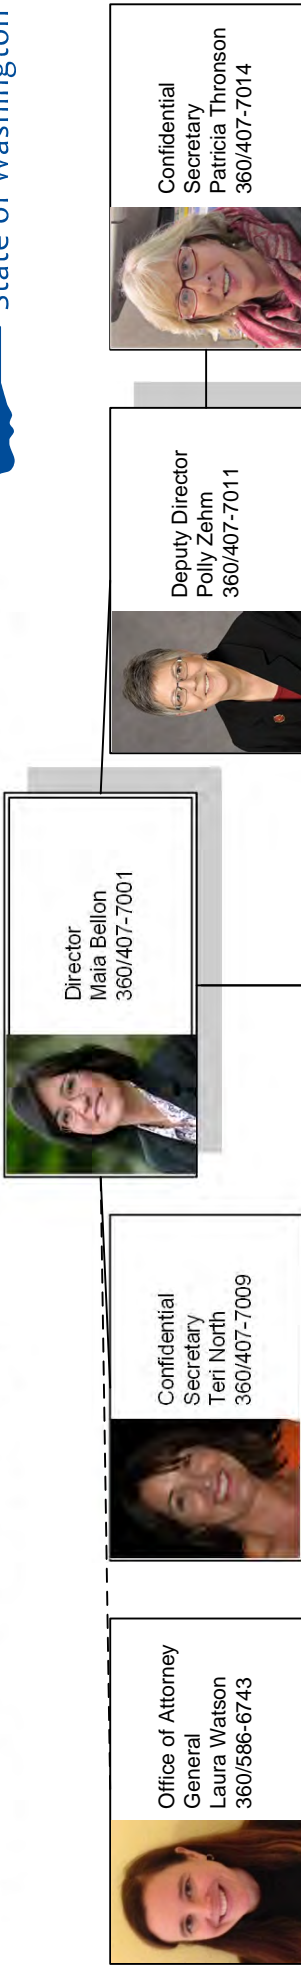 State of Washington
Director
Maia Bellon
360/407-7001
Office of Attorney
General
Laura Watson
360/586-6743
Confidential
Secretary
Teri North
360/407-7009
Deputy Director
Polly Zehm
360/407-7011
Confidential
Secretary
Patricia Thronson
360/407-7014